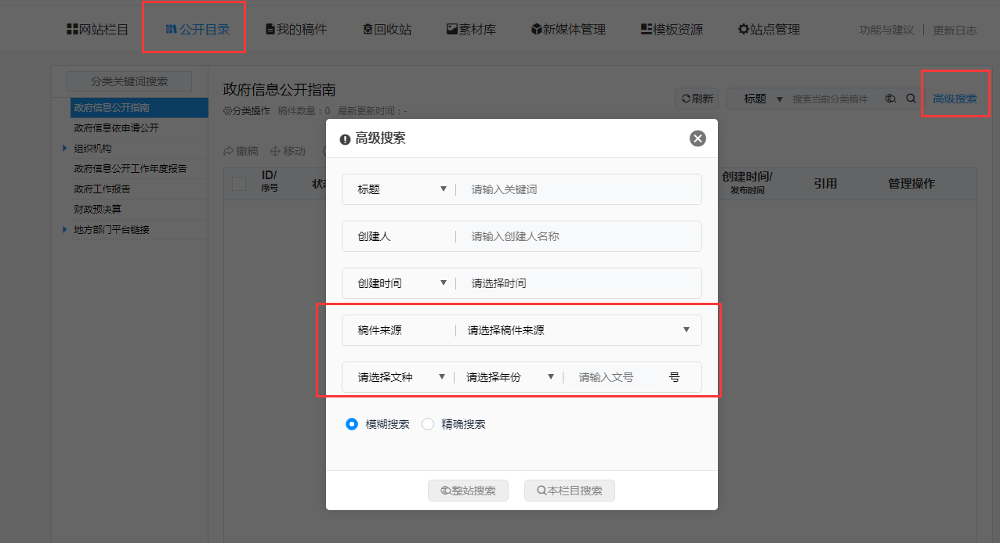 网站栏目 公开目录 我的稿件 回收站 素材库 新媒体管理 模板资源 站点管理 功能与建议 更新日志
分类关键词搜索
政府信息公开指南
政府信息依申请公开
组织机构
政府信息公开工作年度报告
政府工作报告
财政预决算
地方部门平台链接
政府信息公开指南
分类操作 稿件数量：0 最新更新时间：-
刷新 标题 搜索当前分类稿件 高级搜索
撤稿 移动
ID/ 创建时间/ 引用 管理操作
序号 状 发布时间
高级搜索
标题 请输入关键词
创建人 请输入创建人名称
创建时间 请选择时间
稿件来源 请选择稿件来源
请选择文种 请选择年份 请输入文号 号
模糊搜索 精确搜索
整站搜索 本栏目搜索